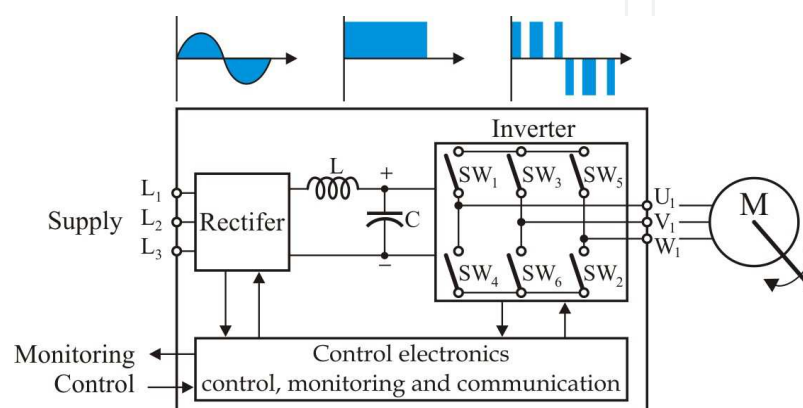 Inverter
L
+
SW1 SW3 SW5
L1
L2
L3
Supply
Rectifer
C
−
U1
V1
W1
M
SW4 SW6 SW2
Monitoring
Control
Control electronics
control, monitoring and communication